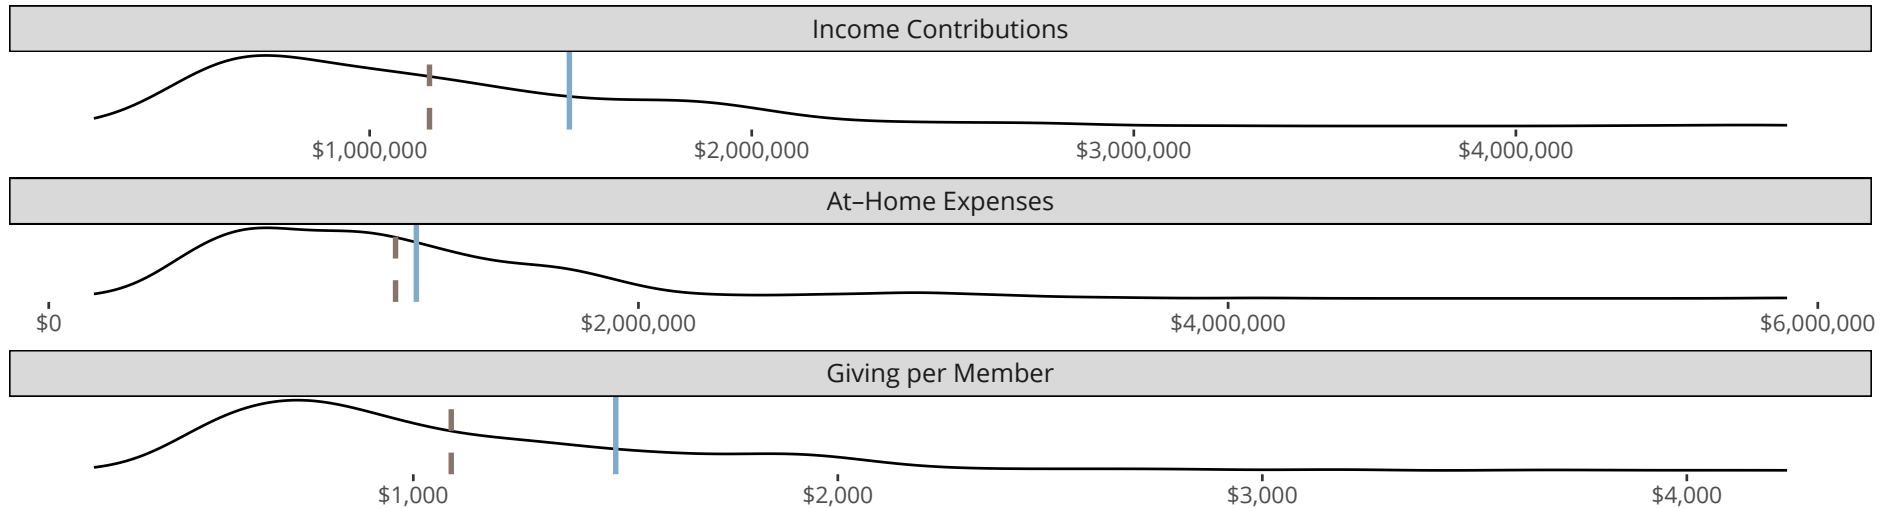 Income Contributions
$1,000,000 $2,000,000 $3,000,000 $4,000,000
At–Home Expenses
$0 $2,000,000 $4,000,000 $6,000,000
Giving per Member
$1,000 $2,000 $3,000 $4,000